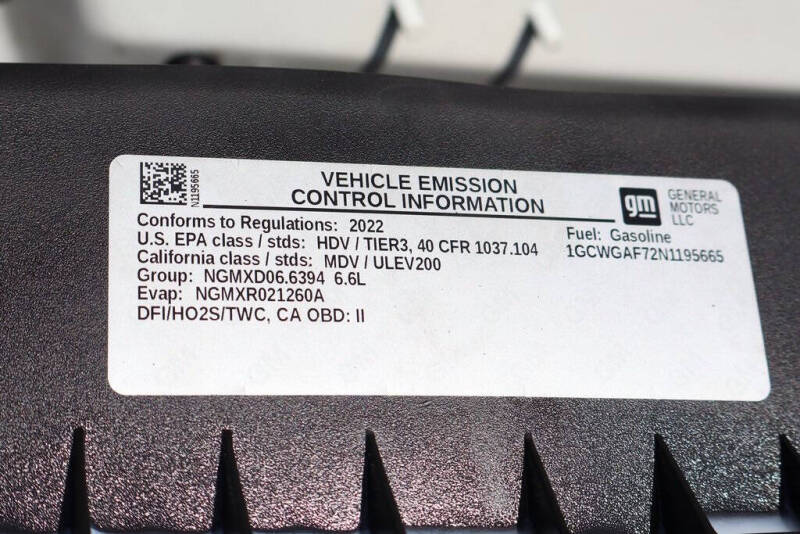 N1195665
VEHICLE EMISSION
CONTROL INFORMATION
gm
GENERAL
MOTORS
LLC
Conforms to Regulations: 2022
U.S. EPA class / stds: HDV / TIER3, 40 CFR 1037.104
California class / stds: MDV / ULEV200
Group: NGMXD06.6394 6.6L
Evap: NGMXR021260A
DFI/HO2S/TWC, CA OBD: II
Fuel: Gasoline
1GCWGAF72N1195665